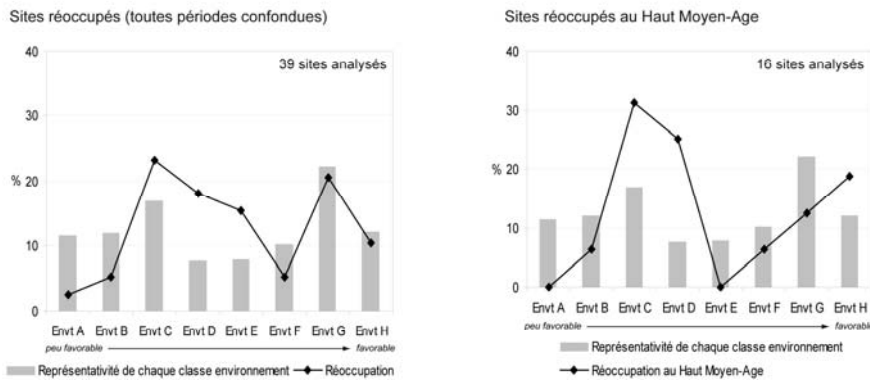 Sites réoccupés (toutes périodes confondues)
40
39 sites analysés
30
%
20
10
0
Envt A Envt B Envt C Envt D Envt E Envt F Envt G Envt H
peu favorable favorable
Représentativité de chaque classe environnement Réoccupation
Sites réoccupés au Haut Moyen-Age
40
16 sites analysés
30
%
20
10
0
Envt A Envt B Envt C Envt D Envt E Envt F Envt G Envt H
peu favorable favorable
Représentativité de chaque classe environnement
Réoccupation au Haut Moyen-Age